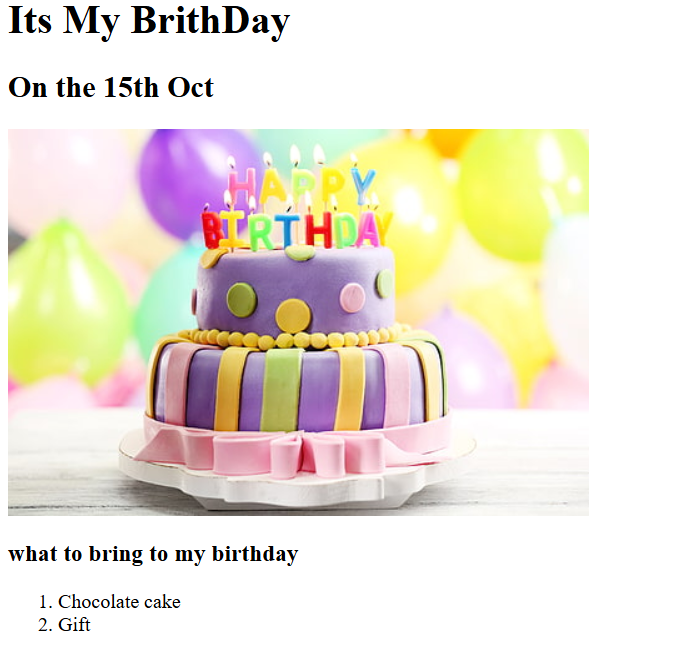 Its My BrithDay
On the 15th Oct
HAPPY
BIRTHDAY
what to bring to my birthday
1. Chocolate cake
2. Gift